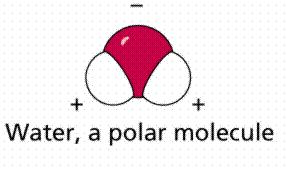 −
+ +
Water, a polar molecule